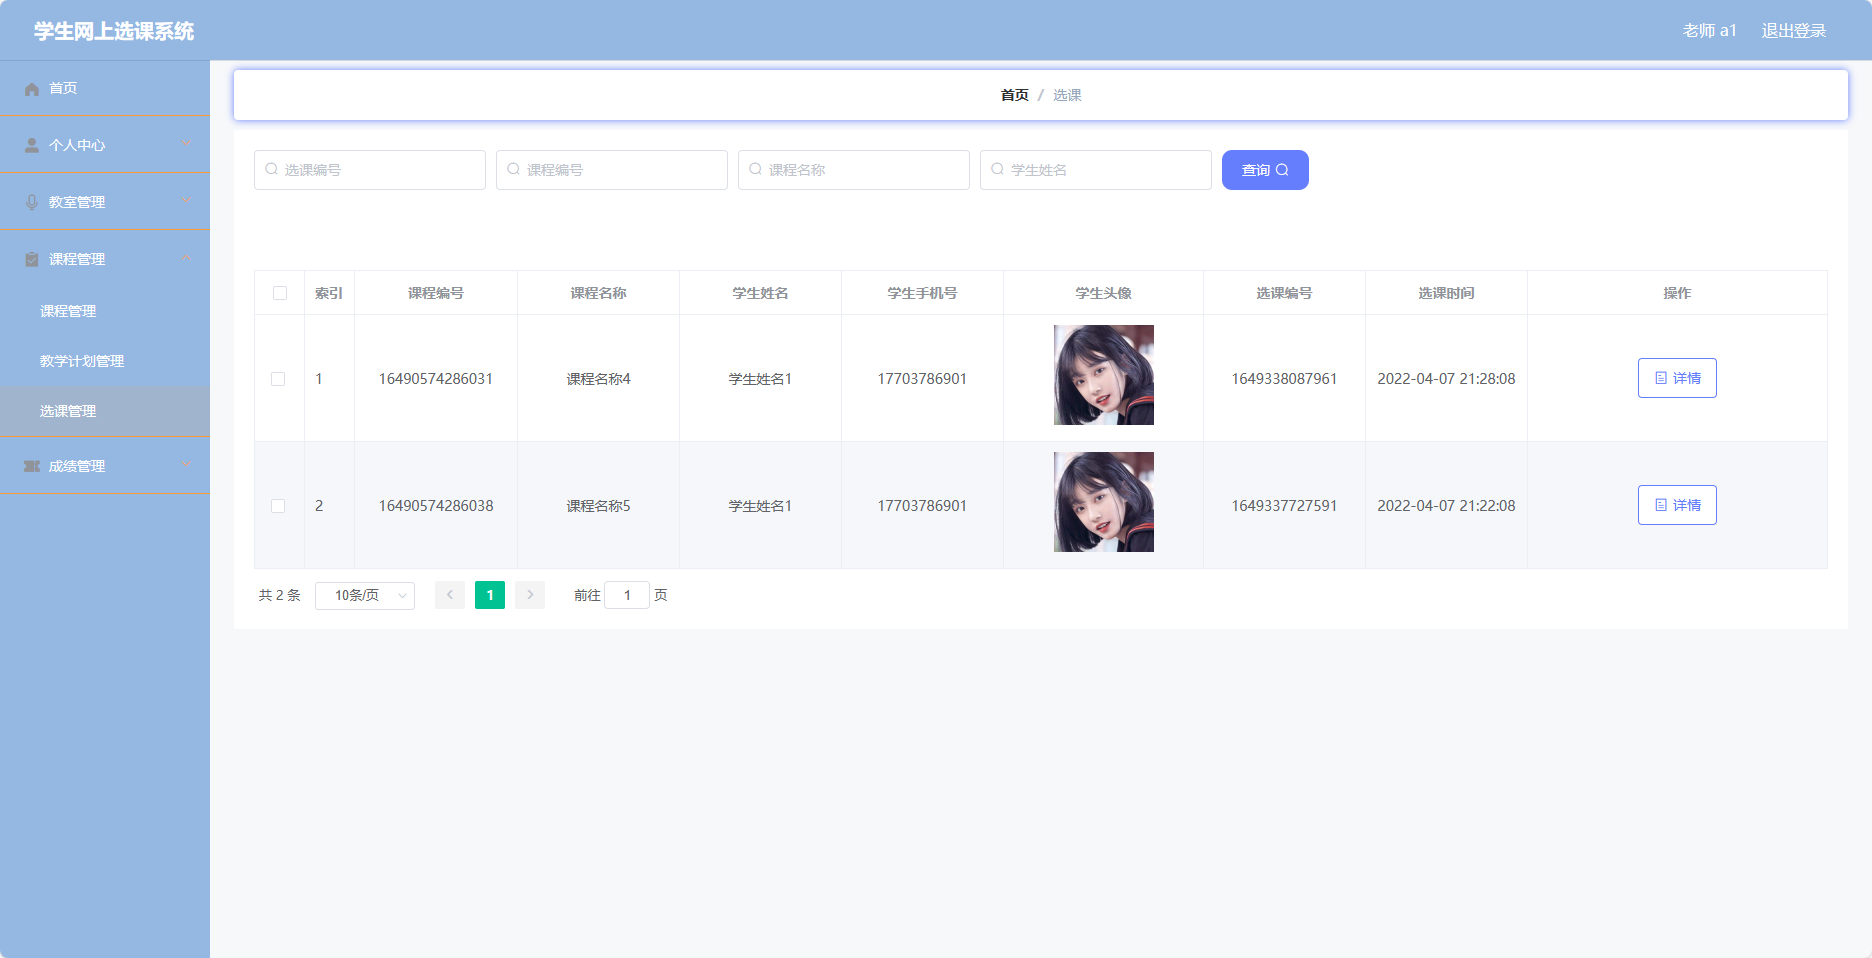 学生网上选课系统
老师 a1 退出登录
首页
个人中心
教室管理
课程管理
课程管理
教学计划管理
选课管理
成绩管理
首页 / 选课
选课编号 课程编号 课程名称 学生姓名 查询
索引 课程编号 课程名称 学生姓名 学生手机号 学生头像 选课编号 选课时间 操作
1 16490574286031 课程名称4 学生姓名1 17703786901 1649338087961 2022-04-07 21:28:08 详情
2 16490574286038 课程名称5 学生姓名1 17703786901 1649337727591 2022-04-07 21:22:08 详情
共 2 条 10条/页 1 前往 1 页